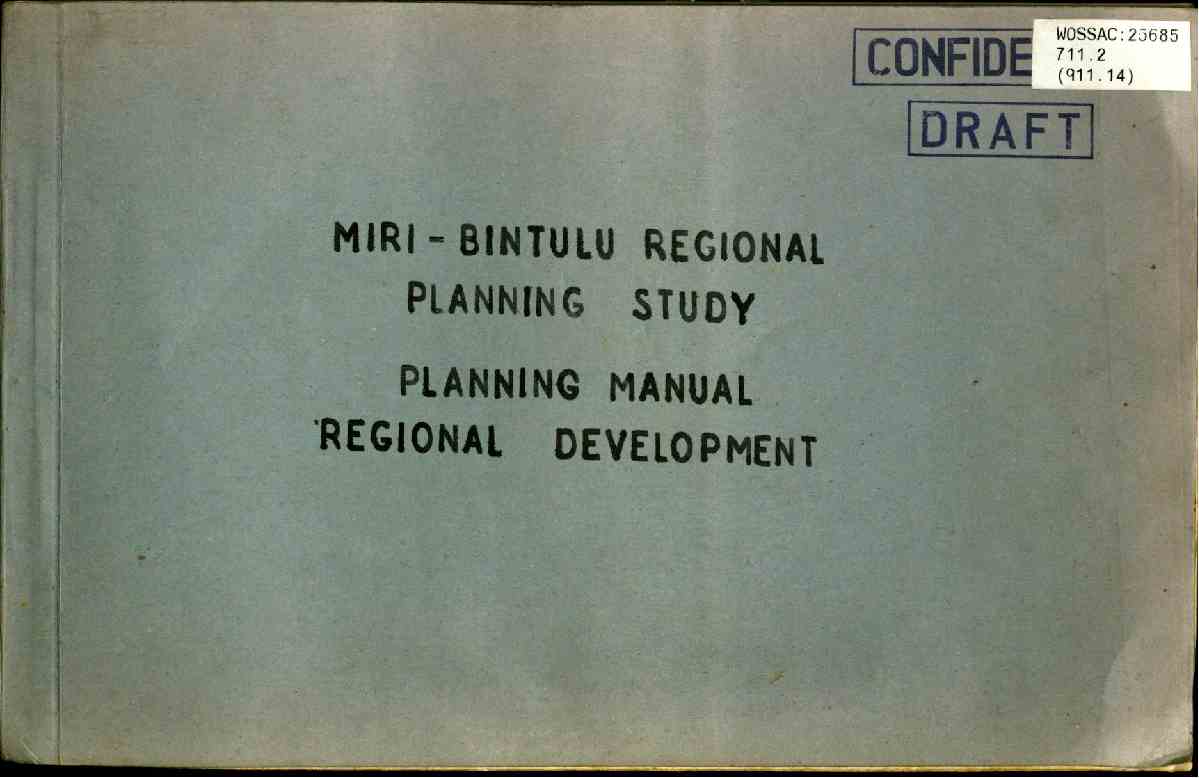 CONFIDE
WOSSAC:25685
711.2
(911.14)
DRAFT
MIRI - BINTULU REGIONAL
PLANNING STUDY
PLANNING MANUAL
REGIONAL DEVELOPMENT